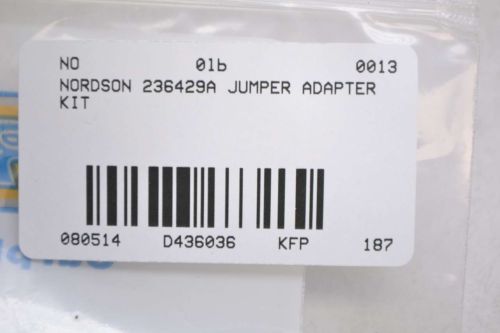 NO 01b 0013
NORDSON 236429A JUMPER ADAPTER
KIT
080514 D436036 KFP 187